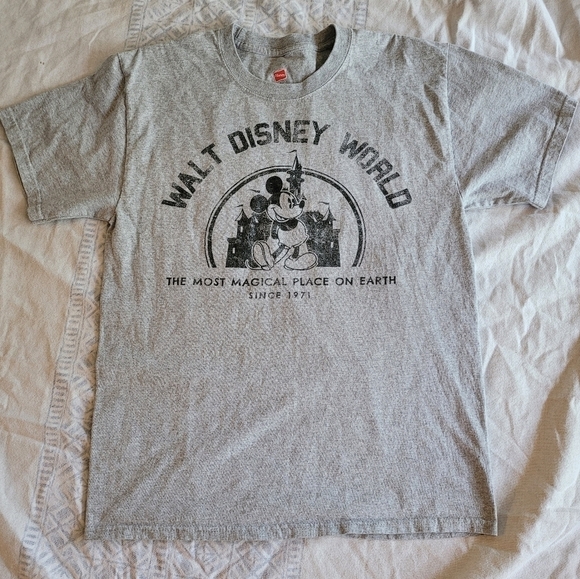 WALT DISNEY WORLD
THE MOST MAGICAL PLACE ON EARTH
SINCE 1971